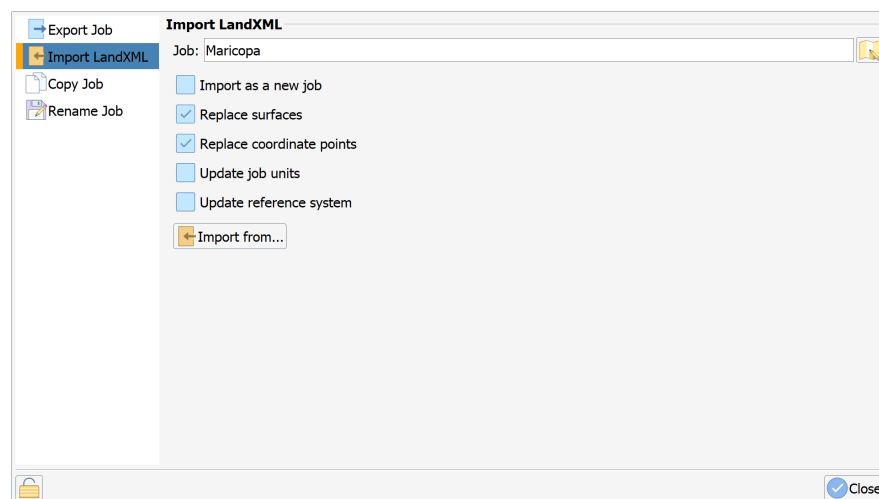 Export Job
Import LandXML
Copy Job
Rename Job
Import LandXML
Job: Maricopa
Import as a new job
Replace surfaces
Replace coordinate points
Update job units
Update reference system
Import from...
Close